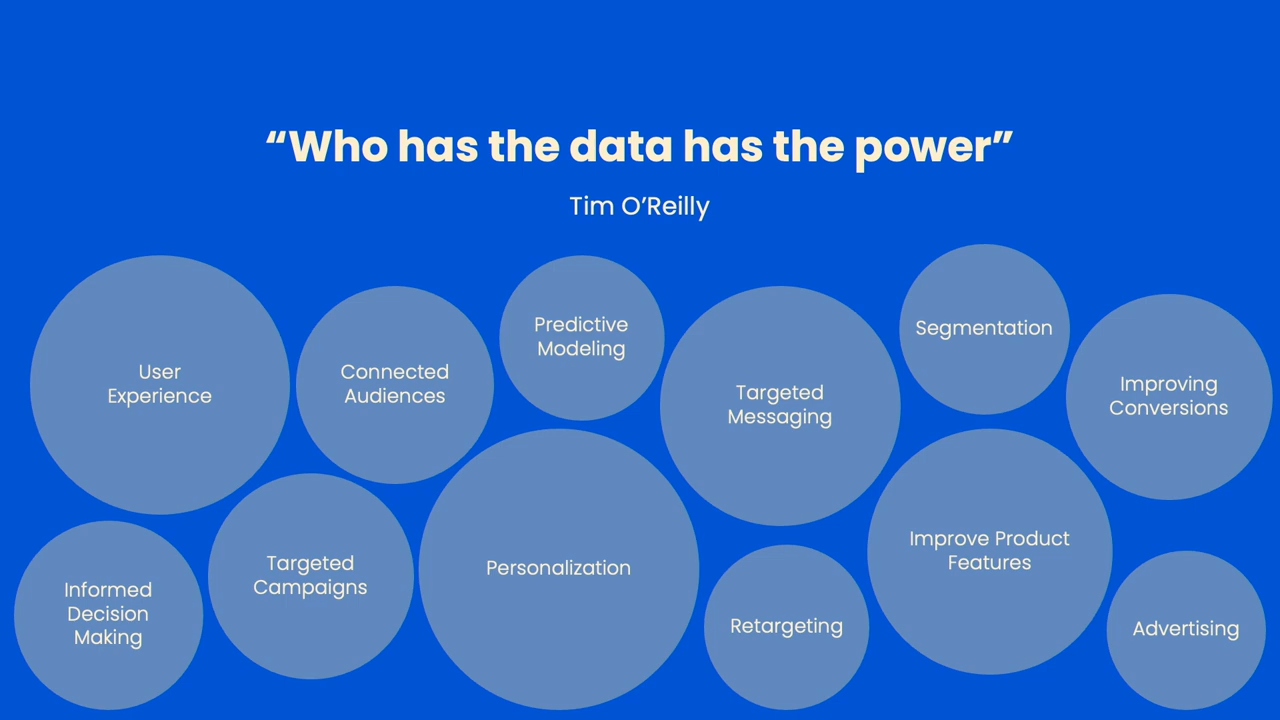 “Who has the data has the power”
Tim O’Reilly
User
Experience
Connected
Audiences
Predictive
Modeling
Targeted
Messaging
Segmentation
Improving
Conversions
Informed
Decision
Making
Targeted
Campaigns
Personalization
Retargeting
Improve Product
Features
Advertising